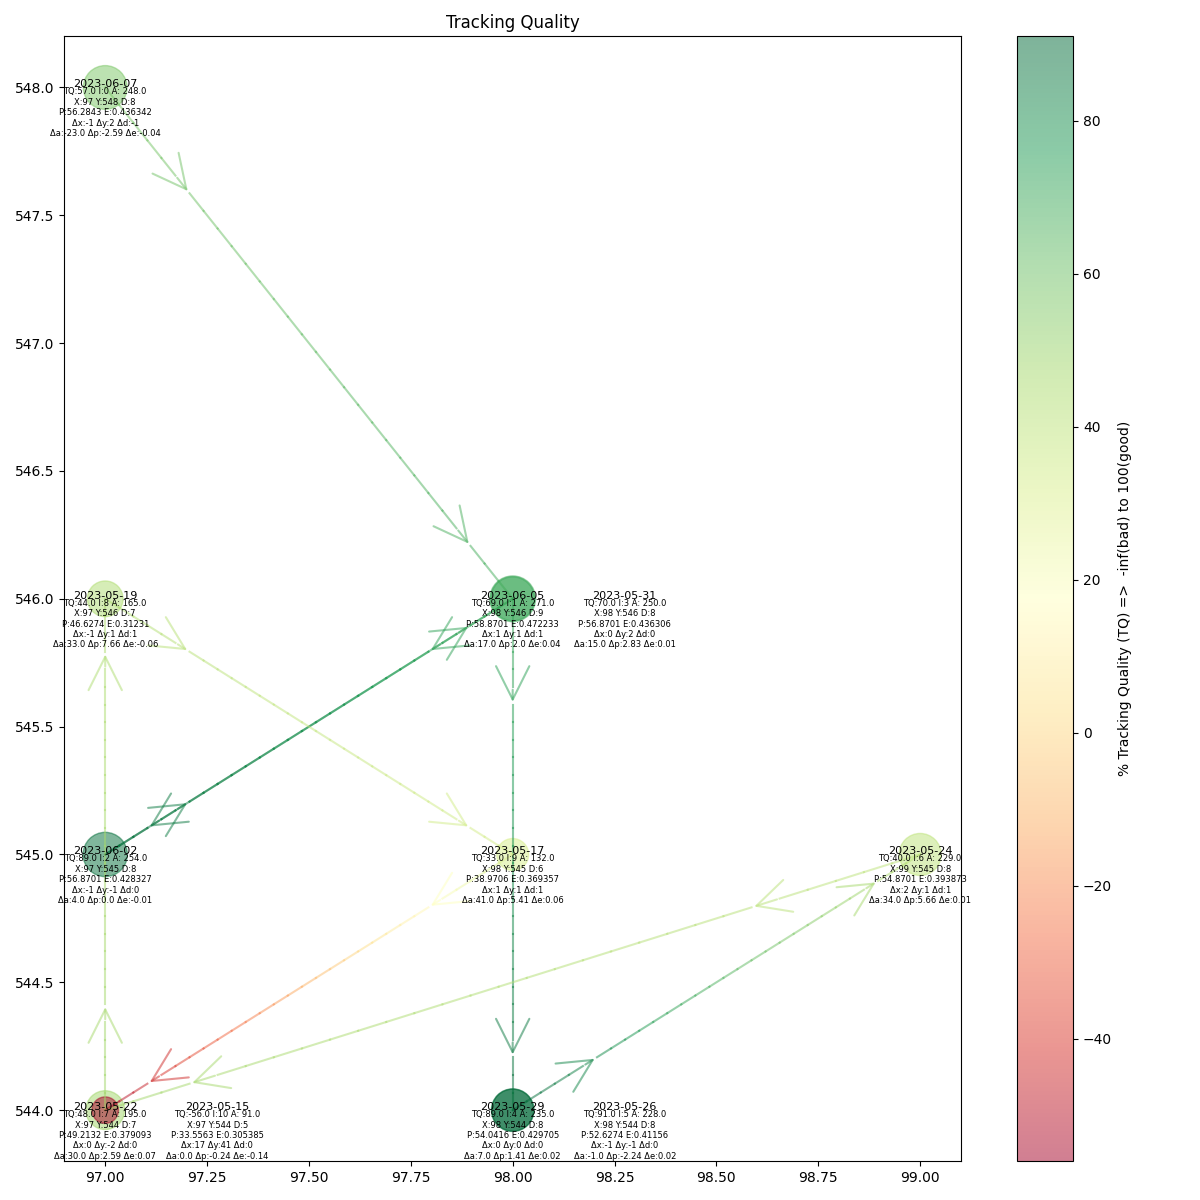 Tracking Quality
548.0
547.5
547.0
546.5
546.0
545.5
545.0
544.5
544.0
2023-06-07
TQ:57.0 I:0 A: 248.0
X:97 Y:548 D:8
P:56.2843 E:0.436342
Δx:-1 Δy:2 Δd:-1
Δa:-23.0 Δp:-2.59 Δe:-0.04
2023-05-19
TQ:44.0 I:8 A: 165.0
X:97 Y:546 D:7
P:46.6274 E:0.31231
Δx:-1 Δy:1 Δd:1
Δa:33.0 Δp:7.66 Δe:-0.06
2023-06-05
TQ:69.0 I:1 A: 271.0
X:98 Y:546 D:9
P:58.8701 E:0.472233
Δx:1 Δy:1 Δd:1
Δa:17.0 Δp:2.0 Δe:0.04
2023-05-31
TQ:70.0 I:3 A: 250.0
X:98 Y:546 D:8
P:56.8701 E:0.436306
Δx:0 Δy:2 Δd:0
Δa:15.0 Δp:2.83 Δe:0.01
2023-06-02
TQ:89.0 I:2 A: 254.0
X:97 Y:545 D:8
P:56.8701 E:0.428327
Δx:-1 Δy:-1 Δd:0
Δa:4.0 Δp:0.0 Δe:-0.01
2023-05-17
TQ:33.0 I:9 A: 132.0
X:98 Y:545 D:6
P:38.9706 E:0.369357
Δx:1 Δy:1 Δd:1
Δa:41.0 Δp:5.41 Δe:0.06
2023-05-24
TQ:40.0 I:6 A: 229.0
X:99 Y:545 D:8
P:54.8701 E:0.393873
Δx:2 Δy:1 Δd:1
Δa:34.0 Δp:5.66 Δe:0.01
2023-05-22
TQ:48.0 I:7 A: 195.0
X:97 Y:544 D:7
P:49.2132 E:0.379093
Δx:0 Δy:-2 Δd:0
Δa:30.0 Δp:2.59 Δe:0.07
2023-05-15
TQ:-56.0 I:10 A: 91.0
X:97 Y:544 D:5
P:33.5563 E:0.305385
Δx:17 Δy:41 Δd:0
Δa:0.0 Δp:-0.24 Δe:-0.14
2023-05-29
TQ:89.0 I:4 A: 235.0
X:98 Y:544 D:8
P:54.0416 E:0.429705
Δx:0 Δy:0 Δd:0
Δa:7.0 Δp:1.41 Δe:0.02
2023-05-26
TQ:91.0 I:5 A: 228.0
X:98 Y:544 D:8
P:52.6274 E:0.41156
Δx:-1 Δy:-1 Δd:0
Δa:-1.0 Δp:-2.24 Δe:0.02
97.00 97.25 97.50 97.75 98.00 98.25 98.50 98.75 99.00
80
60
40
20
0
−20
−40
% Tracking Quality (TQ) => -inf(bad) to 100(good)